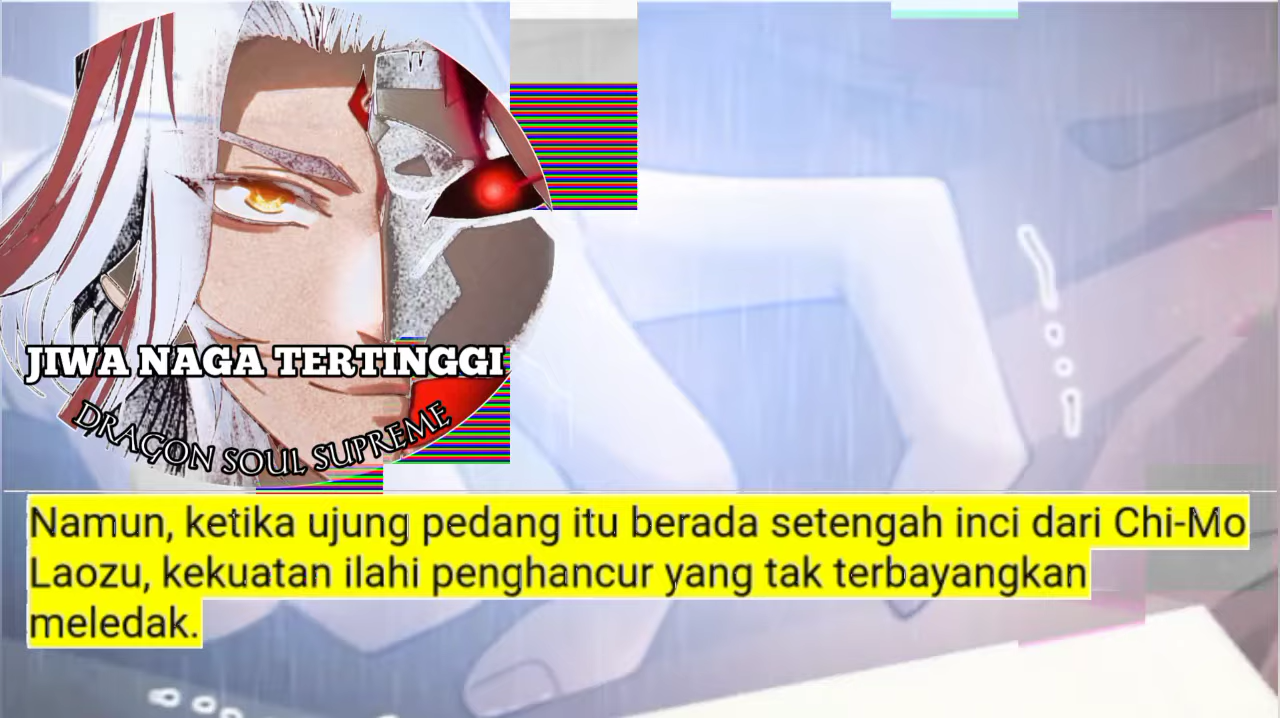 JIWA NAGA TERTINGGI
DRAGON SOUL SUPREME
Namun, ketika ujung pedang itu berada setengah inci dari Chi-Mo
Laozu, kekuatan ilahi penghancur yang tak terbayangkan
meledak.